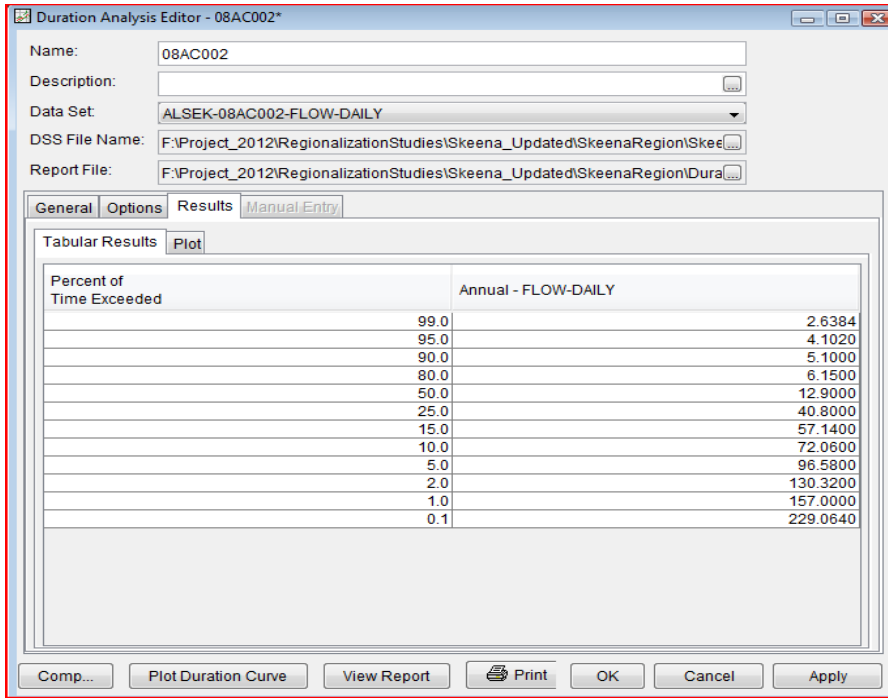 Duration Analysis Editor - 08AC002*
Name: 08AC002
Description: ...
Data Set: ALSEK-08AC002-FLOW-DAILY
DSS File Name: F:\Project_2012\RegionalizationStudies\Skeena_Updated\SkeenaRegion\Skee ...
Report File: F:\Project_2012\RegionalizationStudies\Skeena_Updated\SkeenaRegion\Dura ...
General Options Results Manual Entry
Tabular Results Plot
Percent of
Time Exceeded Annual - FLOW-DAILY
99.0 2.6384
95.0 4.1020
90.0 5.1000
80.0 6.1500
50.0 12.9000
25.0 40.8000
15.0 57.1400
10.0 72.0600
5.0 96.5800
2.0 130.3200
1.0 157.0000
0.1 229.0640
Comp... Plot Duration Curve View Report Print OK Cancel Apply